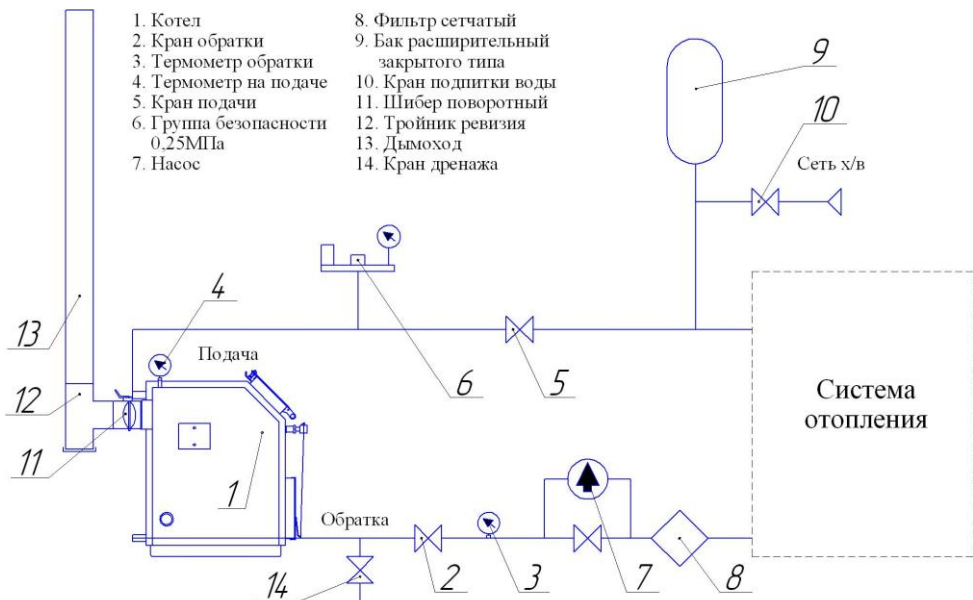 1. Котел
2. Кран обратки
3. Термометр обратки
4. Термометр на подаче
5. Кран подачи
6. Группа безопасности
0,25МПа
7. Насос
8. Фильтр сетчатый
9. Бак расширительный
закрытого типа
10. Кран подпитки воды
11. Шибер поворотный
12. Тройник ревизия
13. Дымоход
14. Кран дренажа
9
10
Сеть х/в
4
13
Подача
6
5
12
Система
отопления
11
1
Обратка
14
2
3
7
8